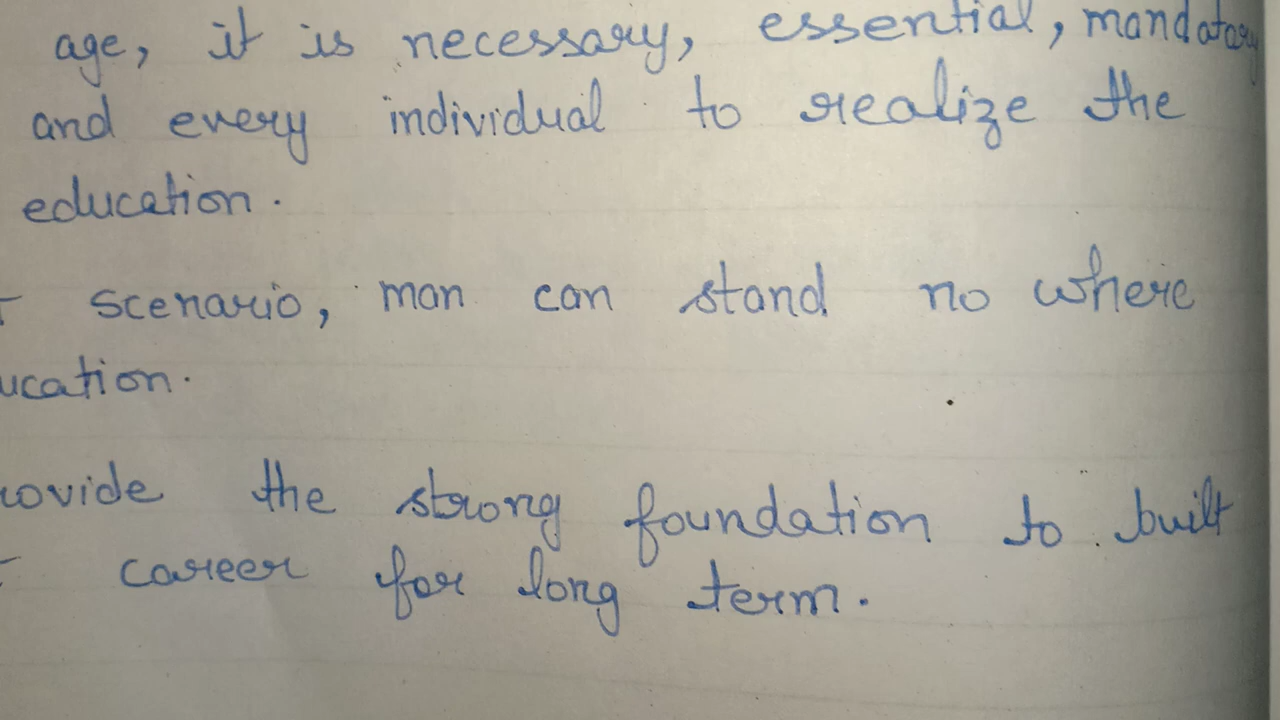 age, it is necessary, essential, mandatory
and every individual to realize the
education.
scenario, man can stand no where
ucation.
rovide the strong foundation to built
career for long term.